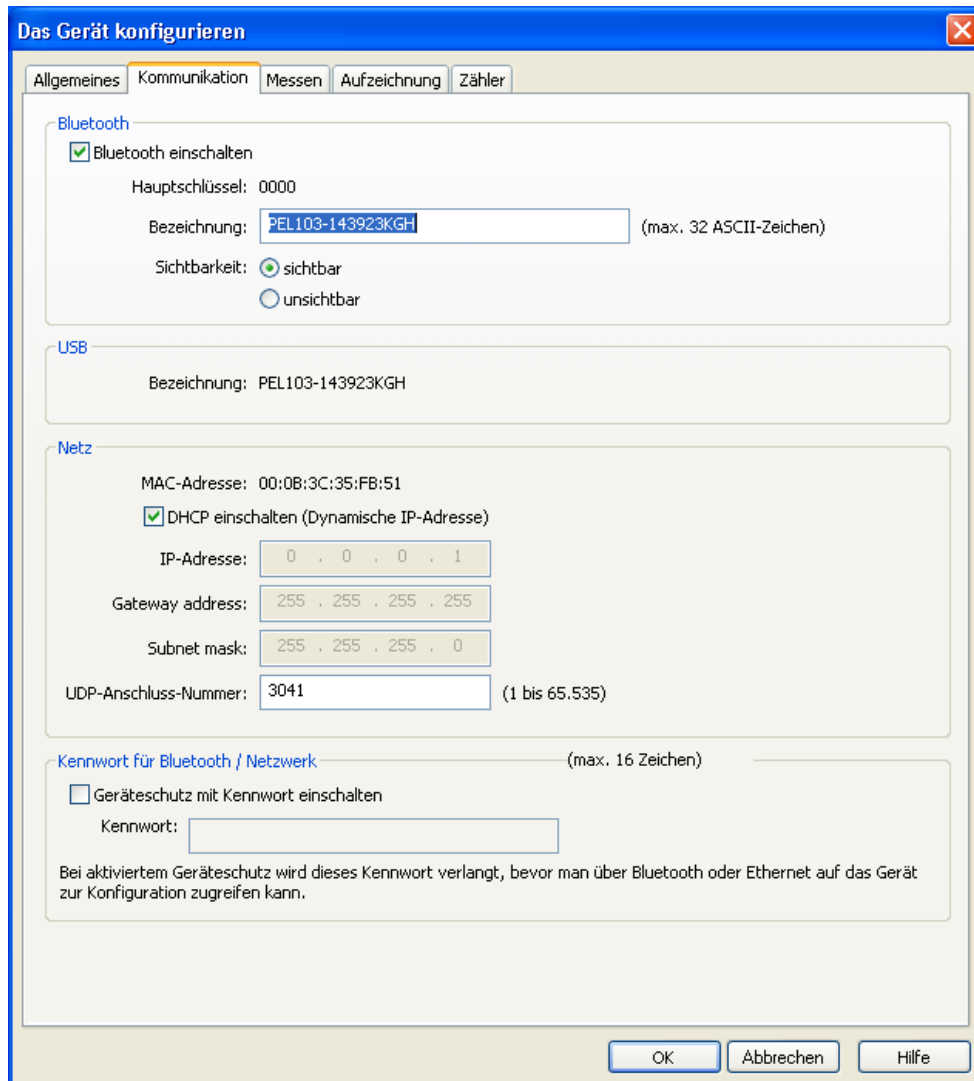 Das Gerät konfigurieren
Allgemeines Kommunikation Messen Aufzeichnung Zähler
Bluetooth
Bluetooth einschalten
Hauptschlüssel: 0000
Bezeichnung: PEL103-143923KGH (max. 32 ASCII-Zeichen)
Sichtbarkeit: sichtbar
unsichtbar
USB
Bezeichnung: PEL103-143923KGH
Netz
MAC-Adresse: 00:0B:3C:35:FB:51
DHCP einschalten (Dynamische IP-Adresse)
IP-Adresse: 0 . 0 . 0 . 1
Gateway address: 255 . 255 . 255 . 255
Subnet mask: 255 . 255 . 255 . 0
UDP-Anschluss-Nummer: 3041 (1 bis 65.535)
Kennwort für Bluetooth / Netzwerk (max. 16 Zeichen)
Geräteschutz mit Kennwort einschalten
Kennwort:
Bei aktiviertem Geräteschutz wird dieses Kennwort verlangt, bevor man über Bluetooth oder Ethernet auf das Gerät
zur Konfiguration zugreifen kann.
OK Abbrechen Hilfe